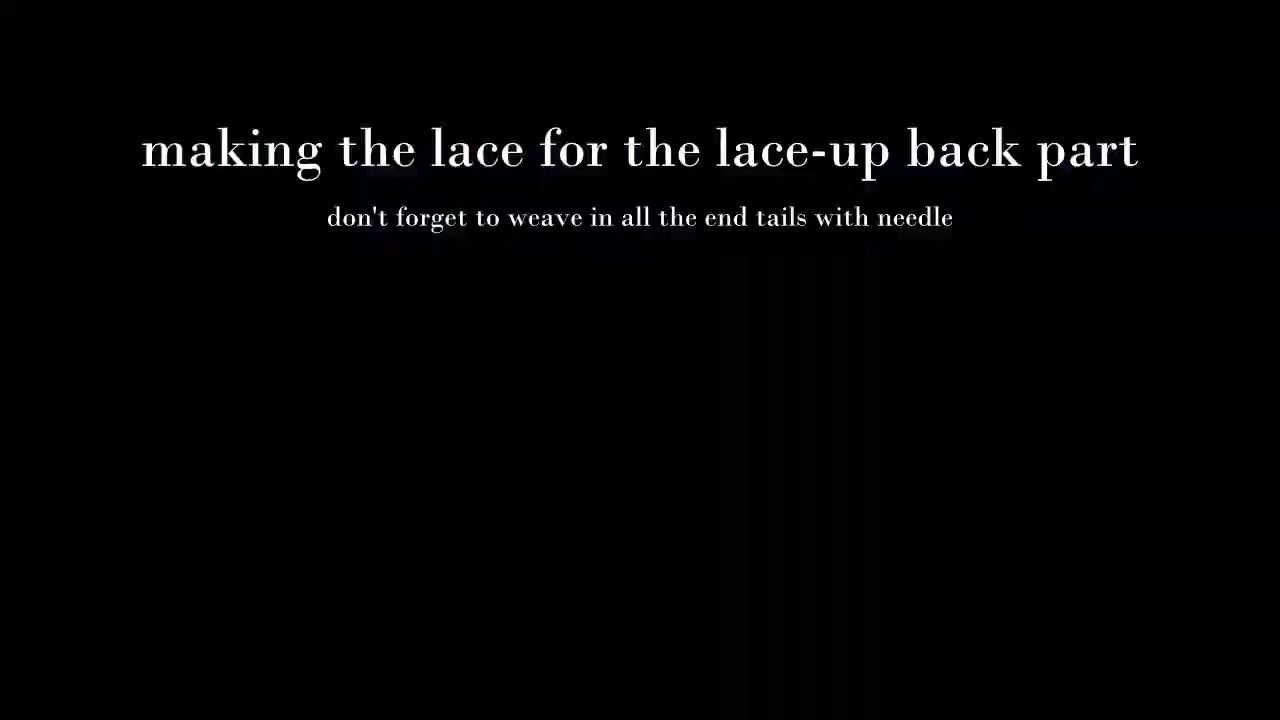 making the lace for the lace-up back part
don't forget to weave in all the end tails with needle